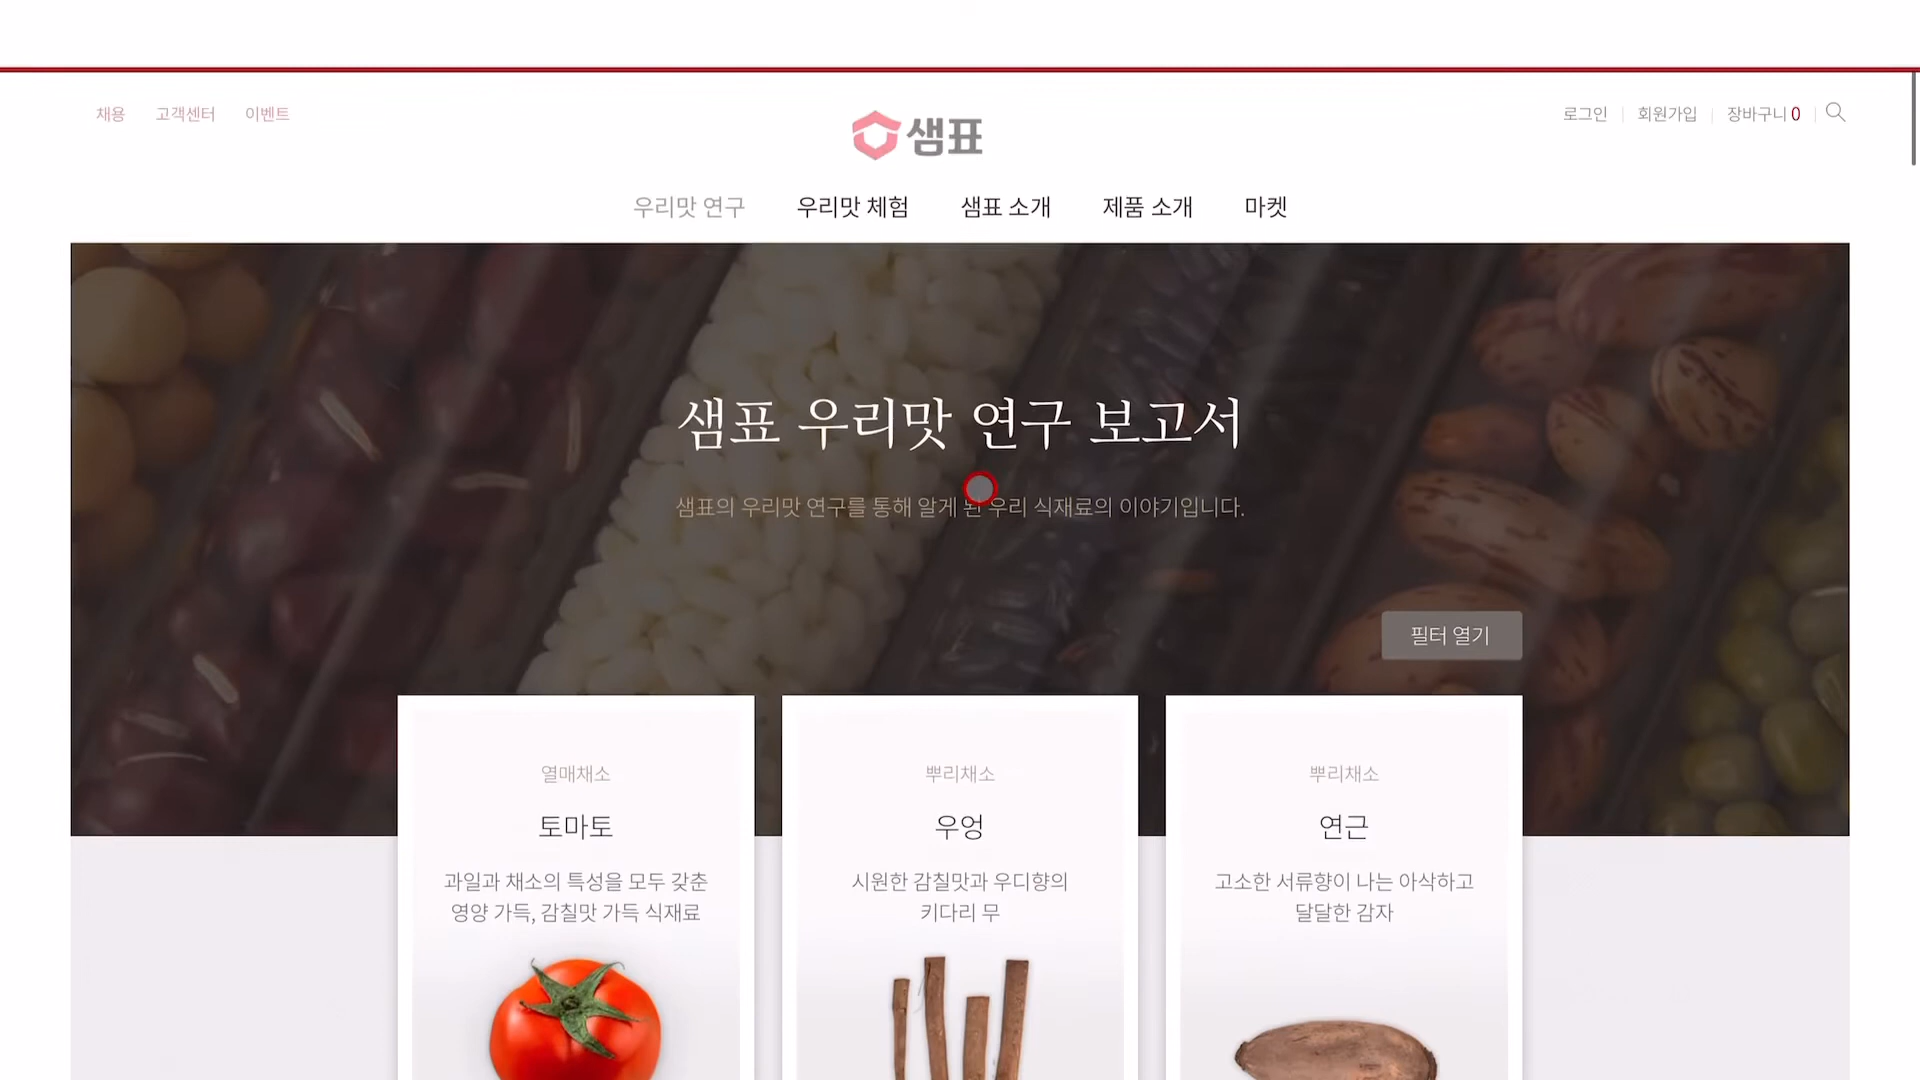 채용 고객센터 이벤트
샘표
로그인 회원가입 장바구니 0
우리맛 연구 우리맛 체험 샘표 소개 제품 소개 마켓
샘표 우리맛 연구 보고서
샘표의 우리맛 연구를 통해 알게 된 우리 식재료의 이야기입니다.
필터 열기
열매채소
토마토
과일과 채소의 특성을 모두 갖춘
영양 가득, 감칠맛 가득 식재료
뿌리채소
우엉
시원한 감칠맛과 우디향의
키다리 무
뿌리채소
연근
고소한 서류향이 나는 아삭하고
달달한 감자